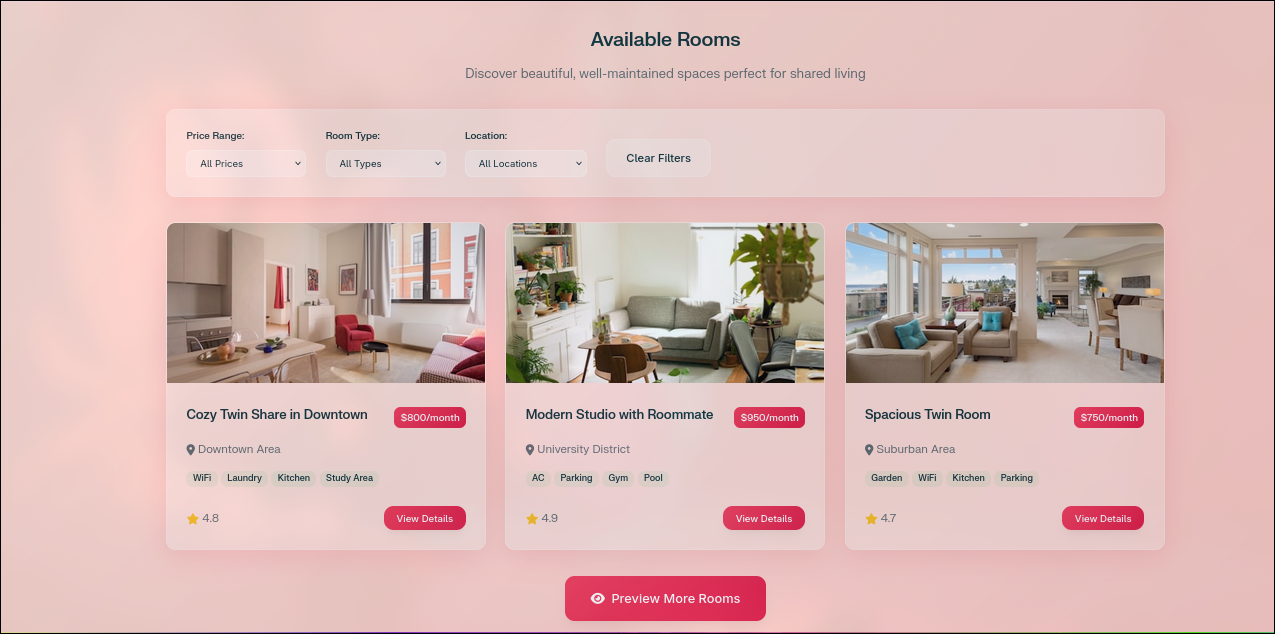 Available Rooms
Discover beautiful, well-maintained spaces perfect for shared living
Price Range:
Room Type:
Location:
All Prices
All Types
All Locations
Clear Filters
Cozy Twin Share in Downtown
$800/month
Downtown Area
WiFi
Laundry
Kitchen
Study Area
4.8
View Details
Modern Studio with Roommate
$950/month
University District
AC
Parking
Gym
Pool
4.9
View Details
Spacious Twin Room
$750/month
Suburban Area
Garden
WiFi
Kitchen
Parking
4.7
View Details
Preview More Rooms